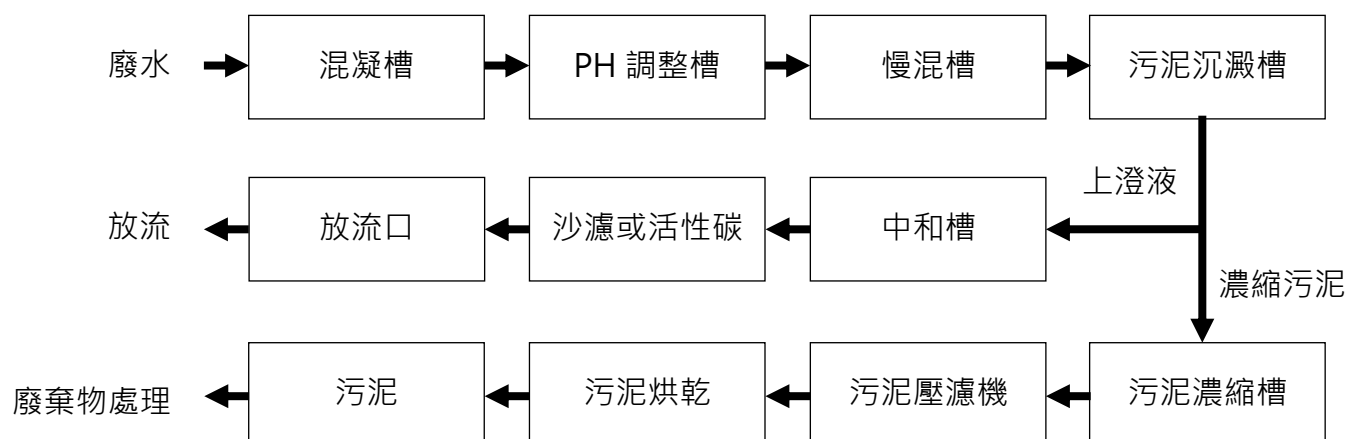 廢水
混凝槽
PH 調整槽
慢混槽
污泥沉澱槽
上澄液
放流
放流口
沙濾或活性碳
中和槽
濃縮污泥
廢棄物處理
污泥
污泥烘乾
污泥壓濾機
污泥濃縮槽